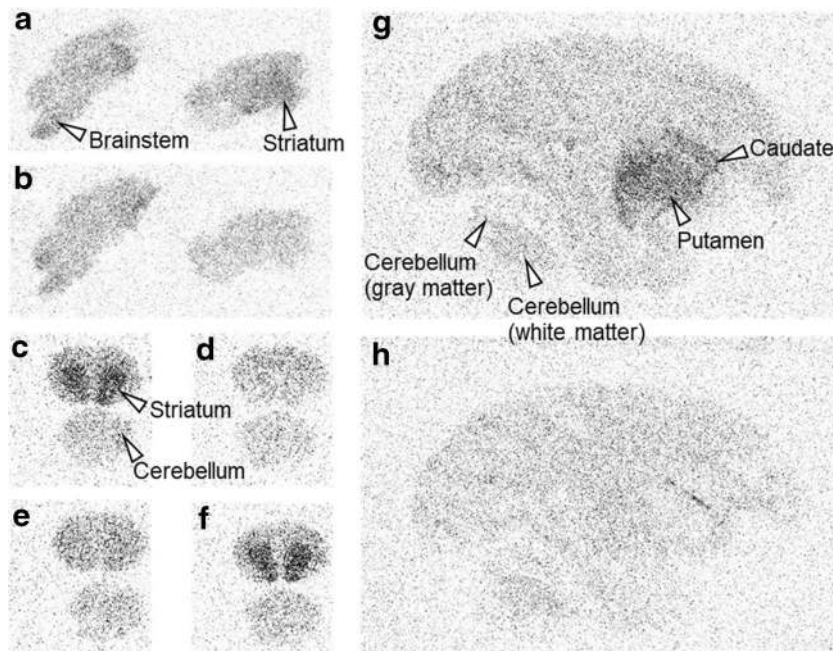 a
Brainstem
Striatum
b
c
d
Striatum
Cerebellum
e
f
g
Caudate
Putamen
Cerebellum
(gray matter)
Cerebellum
(white matter)
h